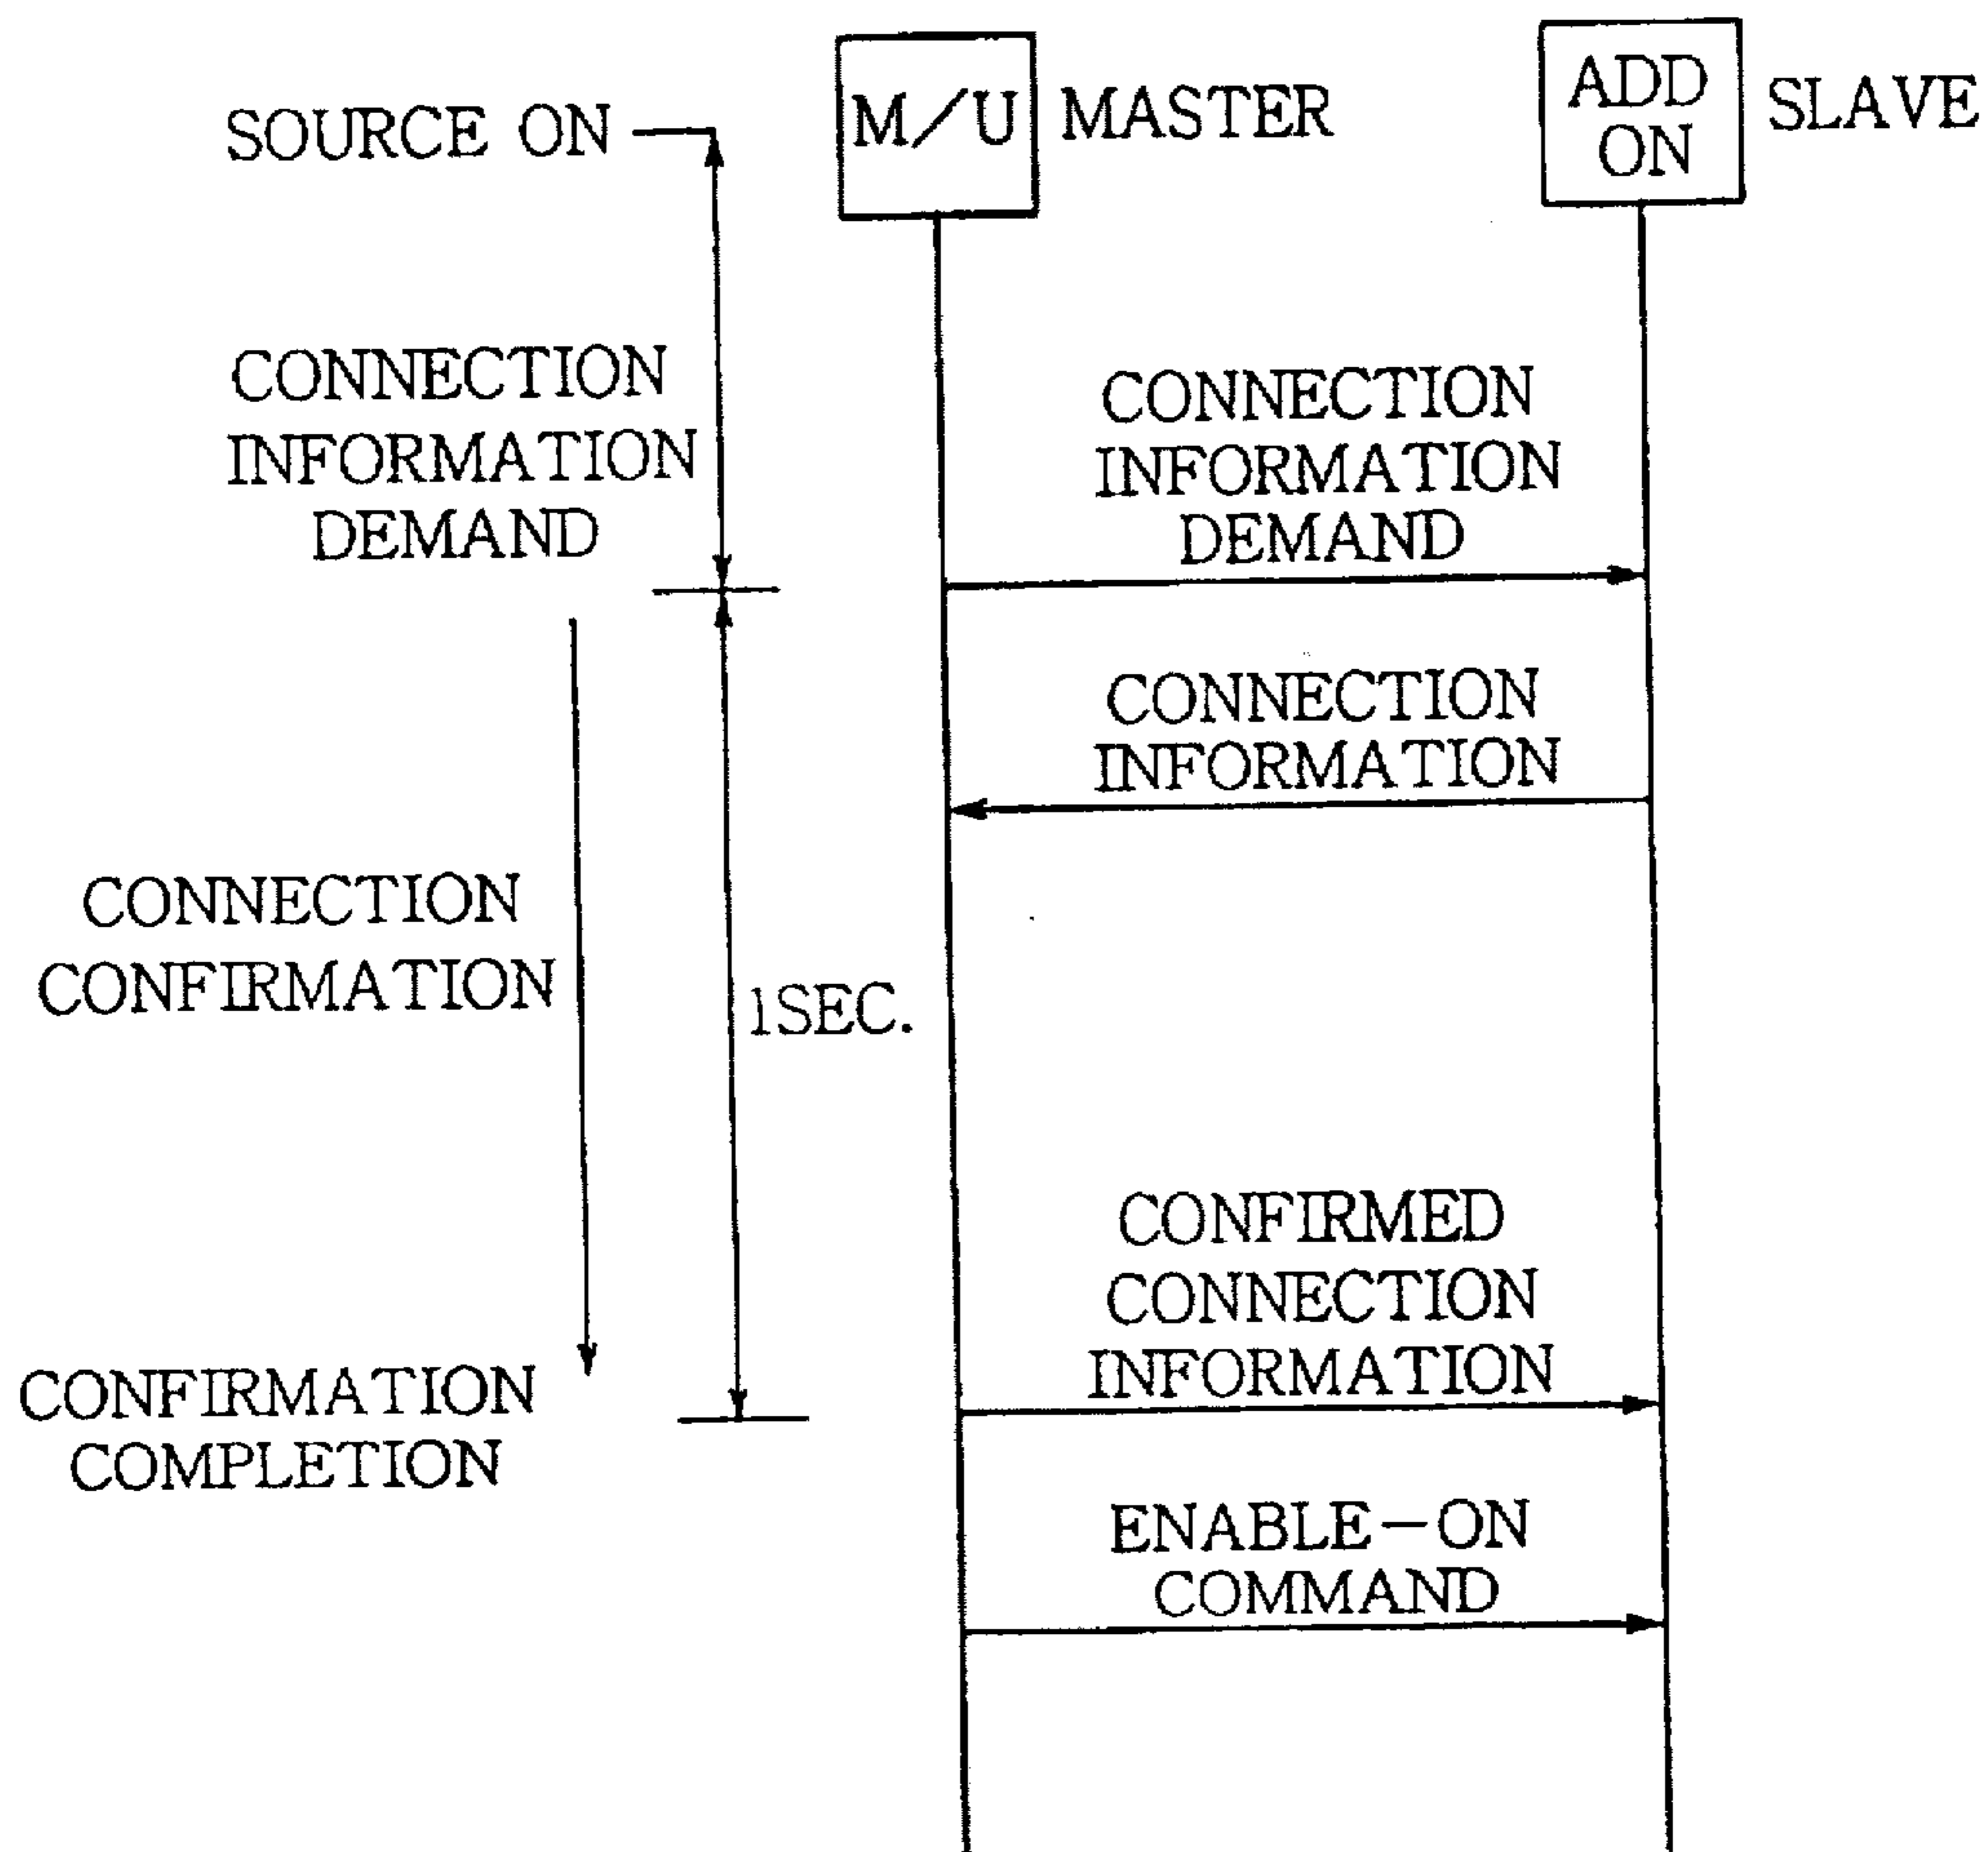 SOURCE ON
M/U
MASTER
ADD
ON
SLAVE
CONNECTION
INFORMATION
DEMAND
CONNECTION
INFORMATION
DEMAND
CONNECTION
INFORMATION
CONNECTION
CONFIRMATION
1SEC.
CONFIRMED
CONNECTION
INFORMATION
CONFIRMATION
COMPLETION
ENABLE-ON
COMMAND